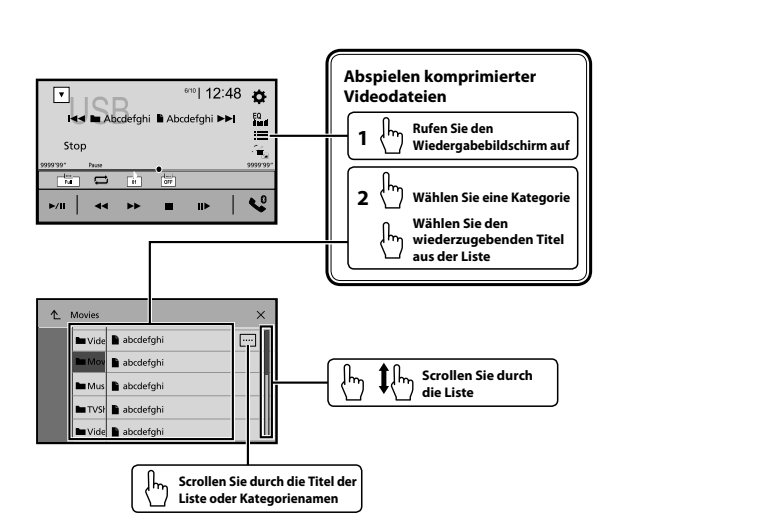 Abspielen komprimierter
Videodateien
1 Rufen Sie den
Wiedergabebildschirm auf
2 Wählen Sie eine Kategorie
Wählen Sie den
wiederzugebenden Titel
aus der Liste
USB
6/10 12:48
Abcdefghi Abcdefghi
EQ
Stop
9999'99" Pause 9999'99"
Full 01 OFF
Movies
Vide abcdefghi
Mov abcdefghi
Mus abcdefghi
TVSh abcdefghi
Vide abcdefghi
Scrollen Sie durch
die Liste
Scrollen Sie durch die Titel der
Liste oder Kategorienamen